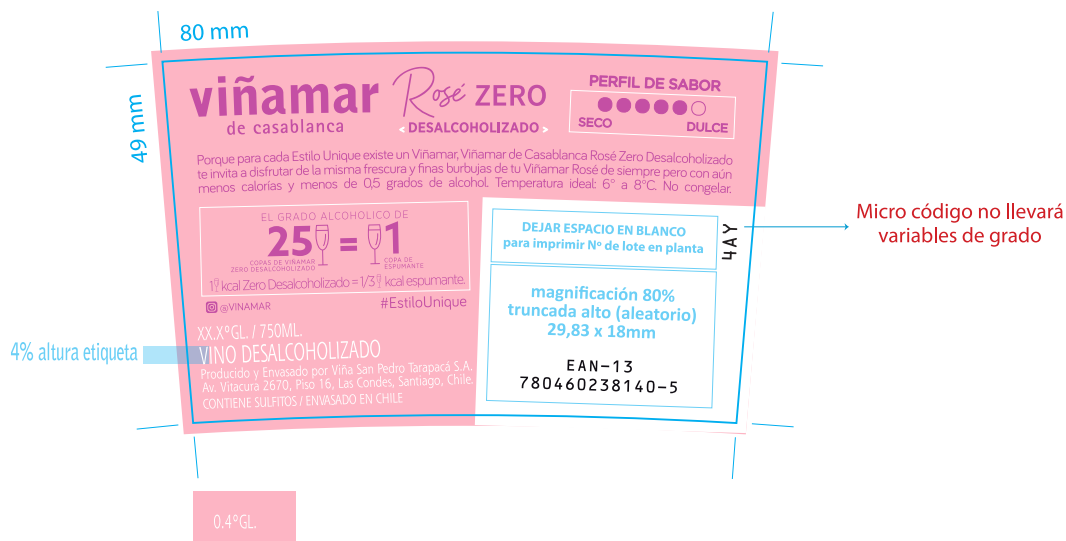 80 mm
49 mm
viñamar
de casablanca
Rosé ZERO
< DESALCOHOLIZADO >
PERFIL DE SABOR
SECO DULCE
Porque para cada Estilo Unique existe un Viñamar, Viñamar de Casablanca Rosé Zero Desalcoholizado
te invita a disfrutar de la misma frescura y finas burbujas de tu Viñamar Rosé de siempre pero con aún
menos calorías y menos de 0,5 grados de alcohol. Temperatura ideal: 6° a 8°C. No congelar.
EL GRADO ALCOHOLICO DE
25 = 1
COPAS DE VIÑAMAR
ZERO DESALCOHOLIZADO
COPA DE
ESPUMANTE
1 kcal Zero Desalcoholizado = 1/3 kcal espumante.
@VINAMAR
#EstiloUnique
XX.X°GL. / 750ML.
VINO DESALCOHOLIZADO
Producido y Envasado por Viña San Pedro Tarapacá S.A.
Av. Vitacura 2670, Piso 16, Las Condes, Santiago, Chile.
CONTIENE SULFITOS / ENVASADO EN CHILE
DEJAR ESPACIO EN BLANCO
para imprimir Nº de lote en planta
4AY
magnificación 80%
truncada alto (aleatorio)
29,83 x 18mm
EAN-13
780460238140-5
Micro código no llevará
variables de grado
4% altura etiqueta
0.4°GL.